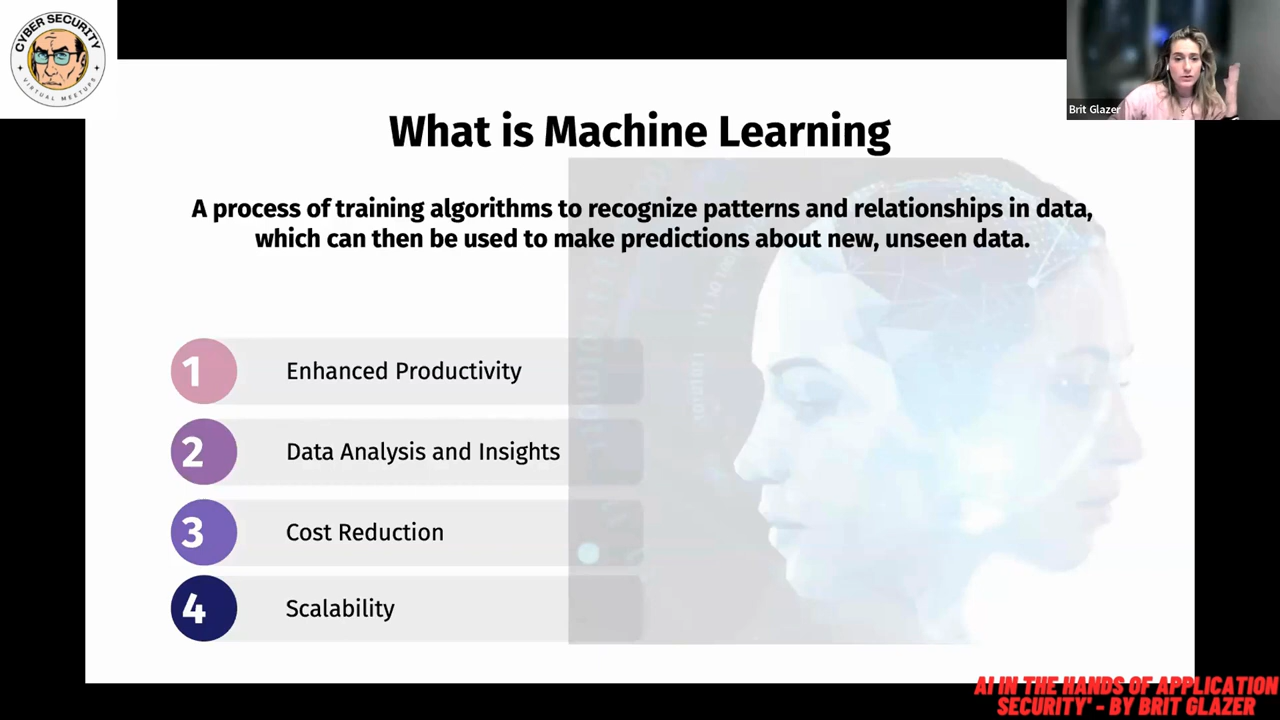 CYBER SECURITY
VIRTUAL MEETUPS
Brit Glazer
What is Machine Learning
A process of training algorithms to recognize patterns and relationships in data,
which can then be used to make predictions about new, unseen data.
1 Enhanced Productivity
2 Data Analysis and Insights
3 Cost Reduction
4 Scalability
AI IN THE HANDS OF APPLICATION
SECURITY' - BY BRIT GLAZER